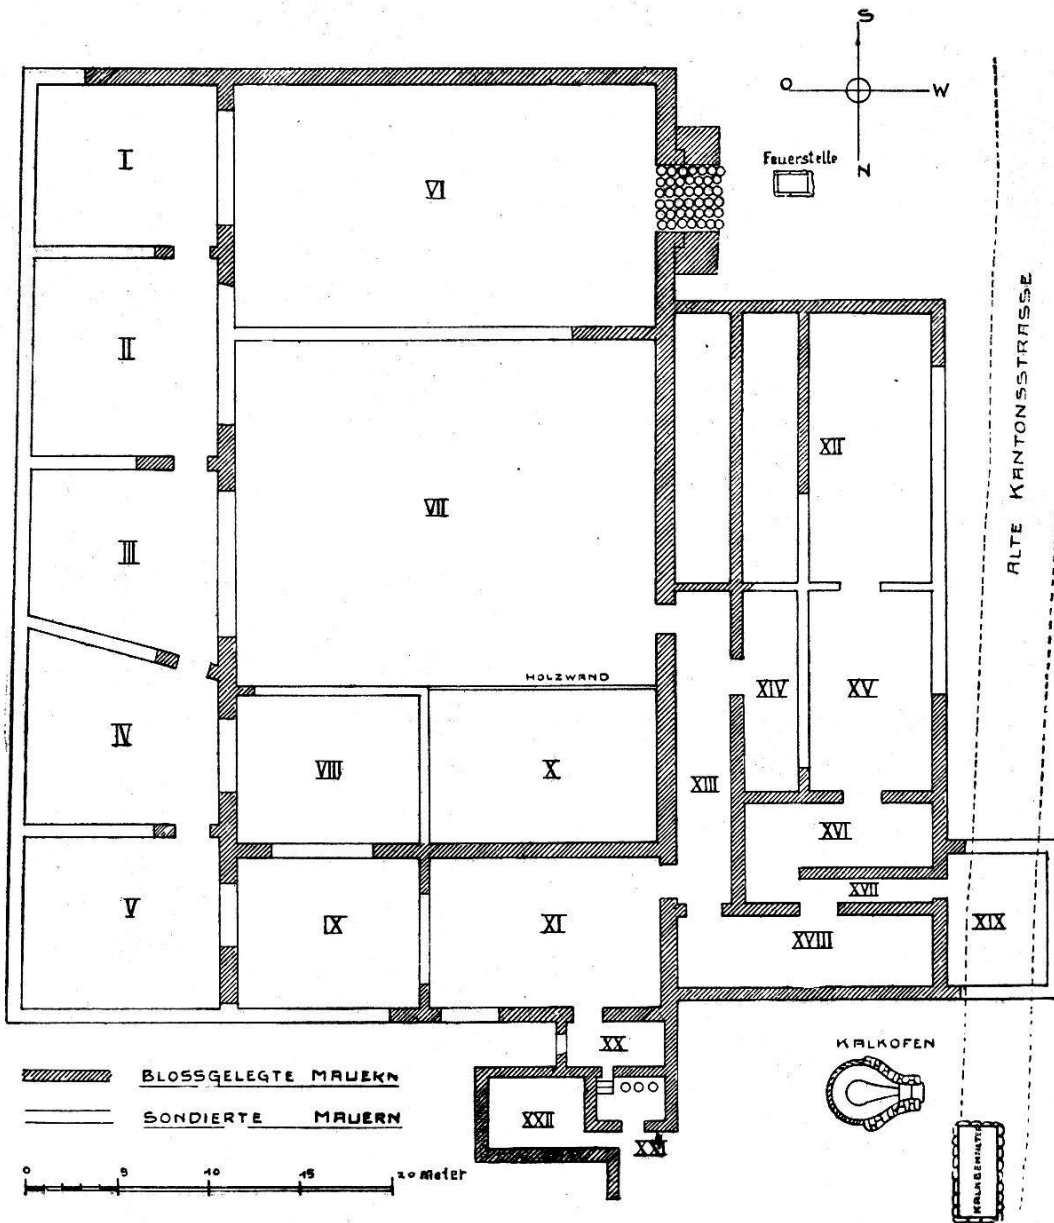 S
O W
N
Feuerstelle
I
VI
II
XII
VII
III
ALTE KANTONSSTRASSE
HOLZWAND
IV
VIII
X
XIII
XIV
XV
XVI
XVII
V
IX
XI
XVIII
XIX
XX
KALKOFEN
BLOSSGELEGTE MAUERN
SONDIERTE MAUERN
XXII
XXI
KALKBEHÄLTER
0 5 10 15 20 Meter